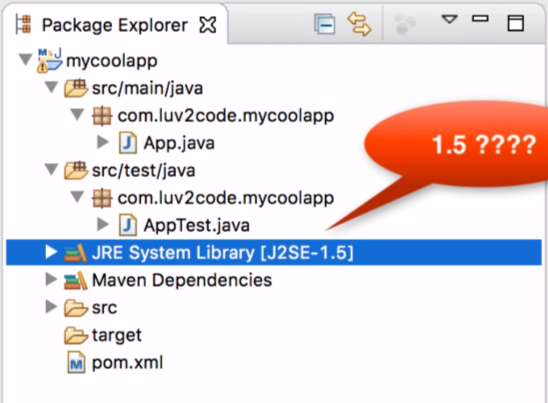 Package Explorer
mycoolapp
src/main/java
com.luv2code.mycoolapp
App.java
1.5 ????
src/test/java
com.luv2code.mycoolapp
AppTest.java
JRE System Library [J2SE-1.5]
Maven Dependencies
src
target
pom.xml